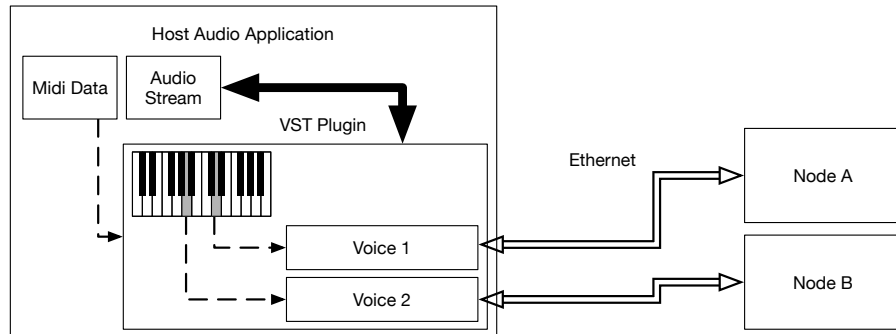 Host Audio Application
Midi Data
Audio
Stream
VST Plugin
Ethernet
Node A
Voice 1
Node B
Voice 2